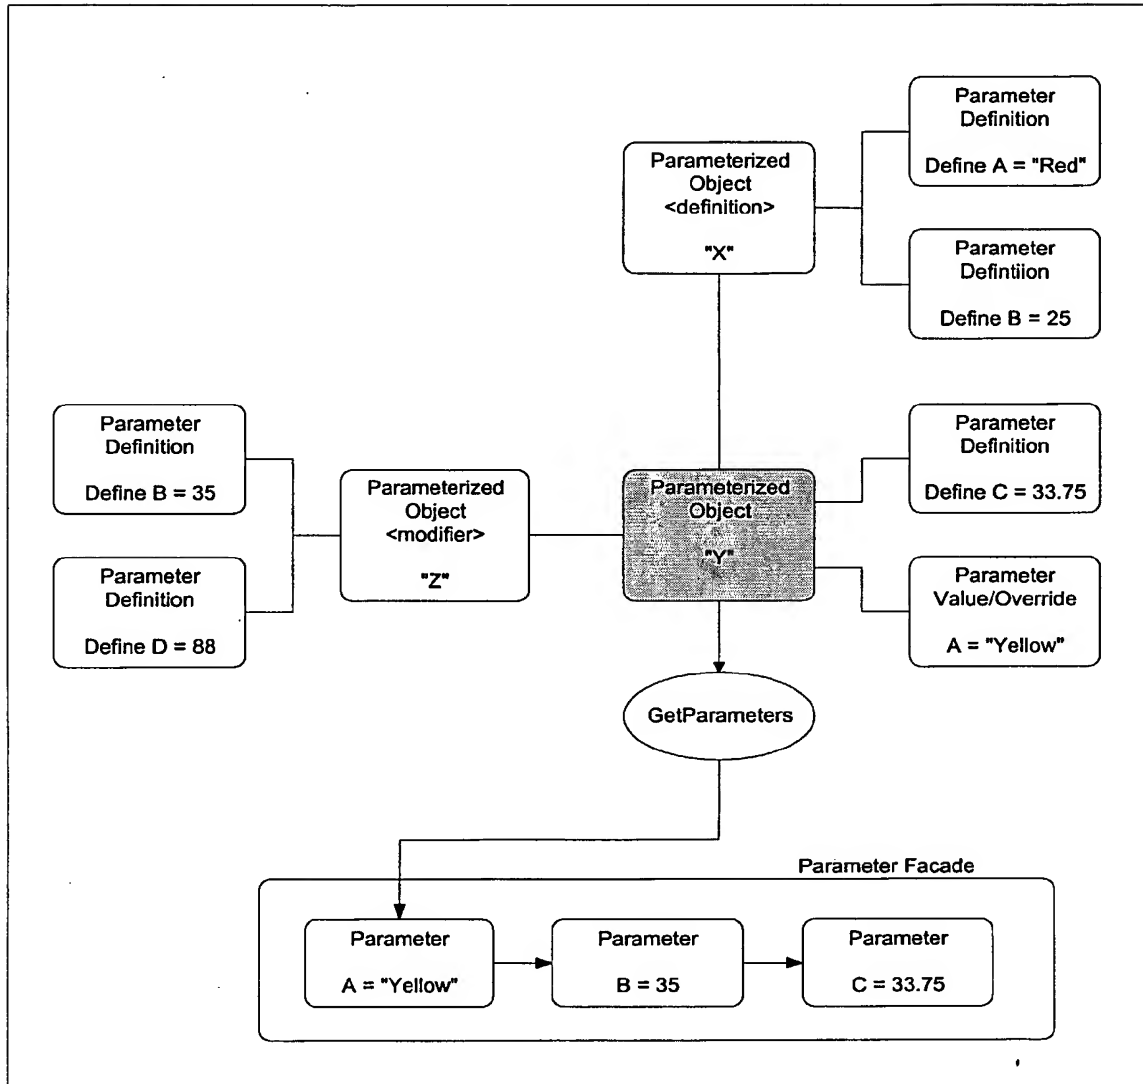 Parameter
Definition
Define A = "Red"
Parameterized
Object
<definition>
"X"
Parameter
Defintiion
Define B = 25
Parameter
Definition
Define B = 35
Parameterized
Object
<modifier>
"Z"
Parameterized
Object
"Y"
Parameter
Definition
Define C = 33.75
Parameter
Definition
Define D = 88
Parameter
Value/Override
A = "Yellow"
GetParameters
Parameter Facade
Parameter
A = "Yellow"
Parameter
B = 35
Parameter
C = 33.75